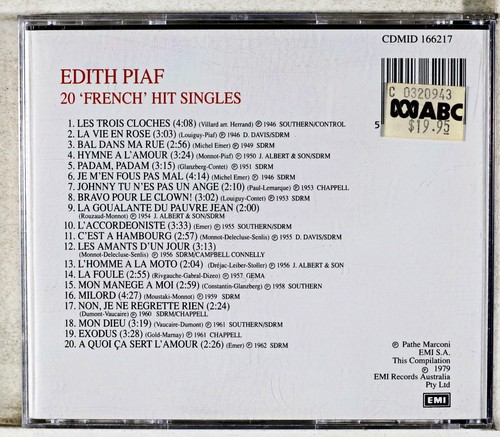 CDMID 166217
C 0320943
ABC
$19.95
5
EDITH PIAF
20 'FRENCH' HIT SINGLES
1. LES TROIS CLOCHES (4:08) (Villard arr. Herrand) ℗ 1946 SOUTHERN/CONTROL
2. LA VIE EN ROSE (3:03) (Louiguy-Piaf) ℗ 1946 D. DAVIS/SDRM
3. BAL DANS MA RUE (2:56) (Michel Emer) ℗ 1949 SDRM
4. HYMNE A L'AMOUR (3:24) (Monnot-Piaf) ℗ 1950 J. ALBERT & SON/SDRM
5. PADAM, PADAM (3:15) (Glanzberg-Contet) ℗ 1951 SDRM
6. JE M'EN FOUS PAS MAL (4:14) (Michel Emer) ℗ 1946 SDRM
7. JOHNNY TU N'ES PAS UN ANGE (2:10) (Paul-Lemarque) ℗ 1953 CHAPPELL
8. BRAVO POUR LE CLOWN! (3:02) (Louiguy-Contet) ℗ 1953 SDRM
9. LA GOUALANTE DU PAUVRE JEAN (2:00)
(Rouzaud-Monnot) ℗ 1954 J. ALBERT & SON/SDRM
10. L'ACCORDEONISTE (3:33) (Emer) ℗ 1955 SOUTHERN/SDRM
11. C'EST A HAMBOURG (2:57) (Monnot-Delecluse-Senlis) ℗ 1955 D. DAVIS/SDRM
12. LES AMANTS D'UN JOUR (3:13)
(Monnot-Delecluse-Senlis) ℗ 1956 SDRM/CAMPBELL CONNELLY
13. L'HOMME A LA MOTO (2:04) (Dréjac-Leiber-Stoller) ℗ 1956 J. ALBERT & SON
14. LA FOULE (2:55) (Rivgauche-Gabral-Dizeo) ℗ 1957. GEMA
15. MON MANEGE A MOI (2:59) (Constantin-Glanzberg) ℗ 1958 SOUTHERN
16. MILORD (4:27) (Moustaki-Monnot) ℗ 1959 SDRM
17. NON, JE NE REGRETTE RIEN (2:24)
(Dumont-Vaucaire) ℗ 1960 SDRM/CHAPPELL
18. MON DIEU (3:19) (Vaucaire-Dumont) ℗ 1961 SOUTHERN/SDRM
19. EXODUS (3:28) (Gold-Marnay) ℗ 1961 CHAPPELL
20. A QUOI ÇA SERT L'AMOUR (2:26) (Emer) ℗ 1962 SDRM
℗ Pathe Marconi
EMI S.A.
This Compilation
℗ 1979
EMI Records Australia
Pty Ltd
EMI